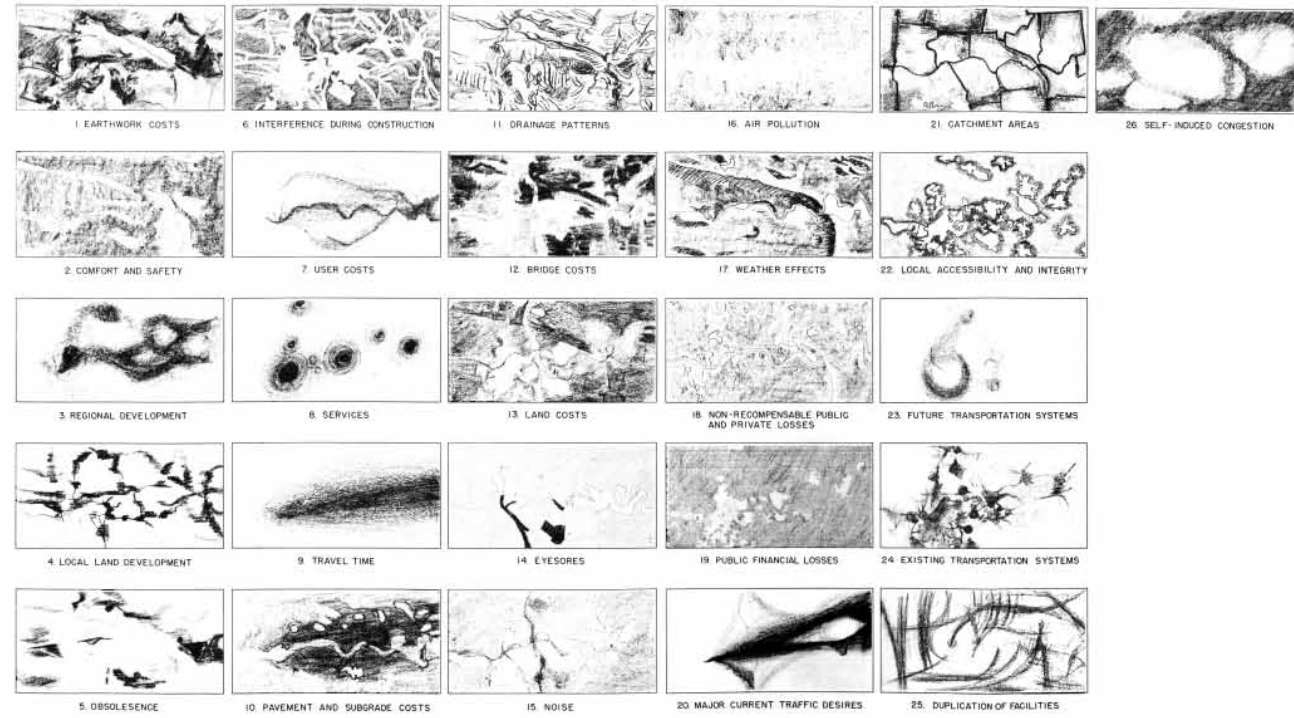 1. EARTHWORK COSTS
6. INTERFERENCE DURING CONSTRUCTION
11. DRAINAGE PATTERNS
16. AIR POLLUTION
21. CATCHMENT AREAS
26. SELF-INDUCED CONGESTION
2. COMFORT AND SAFETY
7. USER COSTS
12. BRIDGE COSTS
17. WEATHER EFFECTS
22. LOCAL ACCESSIBILITY AND INTEGRITY
3. REGIONAL DEVELOPMENT
8. SERVICES
13. LAND COSTS
18. NON-RECOMPENSABLE PUBLIC
AND PRIVATE LOSSES
23. FUTURE TRANSPORTATION SYSTEMS
4. LOCAL LAND DEVELOPMENT
9. TRAVEL TIME
14. EYESORES
19. PUBLIC FINANCIAL LOSSES
24. EXISTING TRANSPORTATION SYSTEMS
5. OBSOLESENCE
10. PAVEMENT AND SUBGRADE COSTS
15. NOISE
20. MAJOR CURRENT TRAFFIC DESIRES
25. DUPLICATION OF FACILITIES